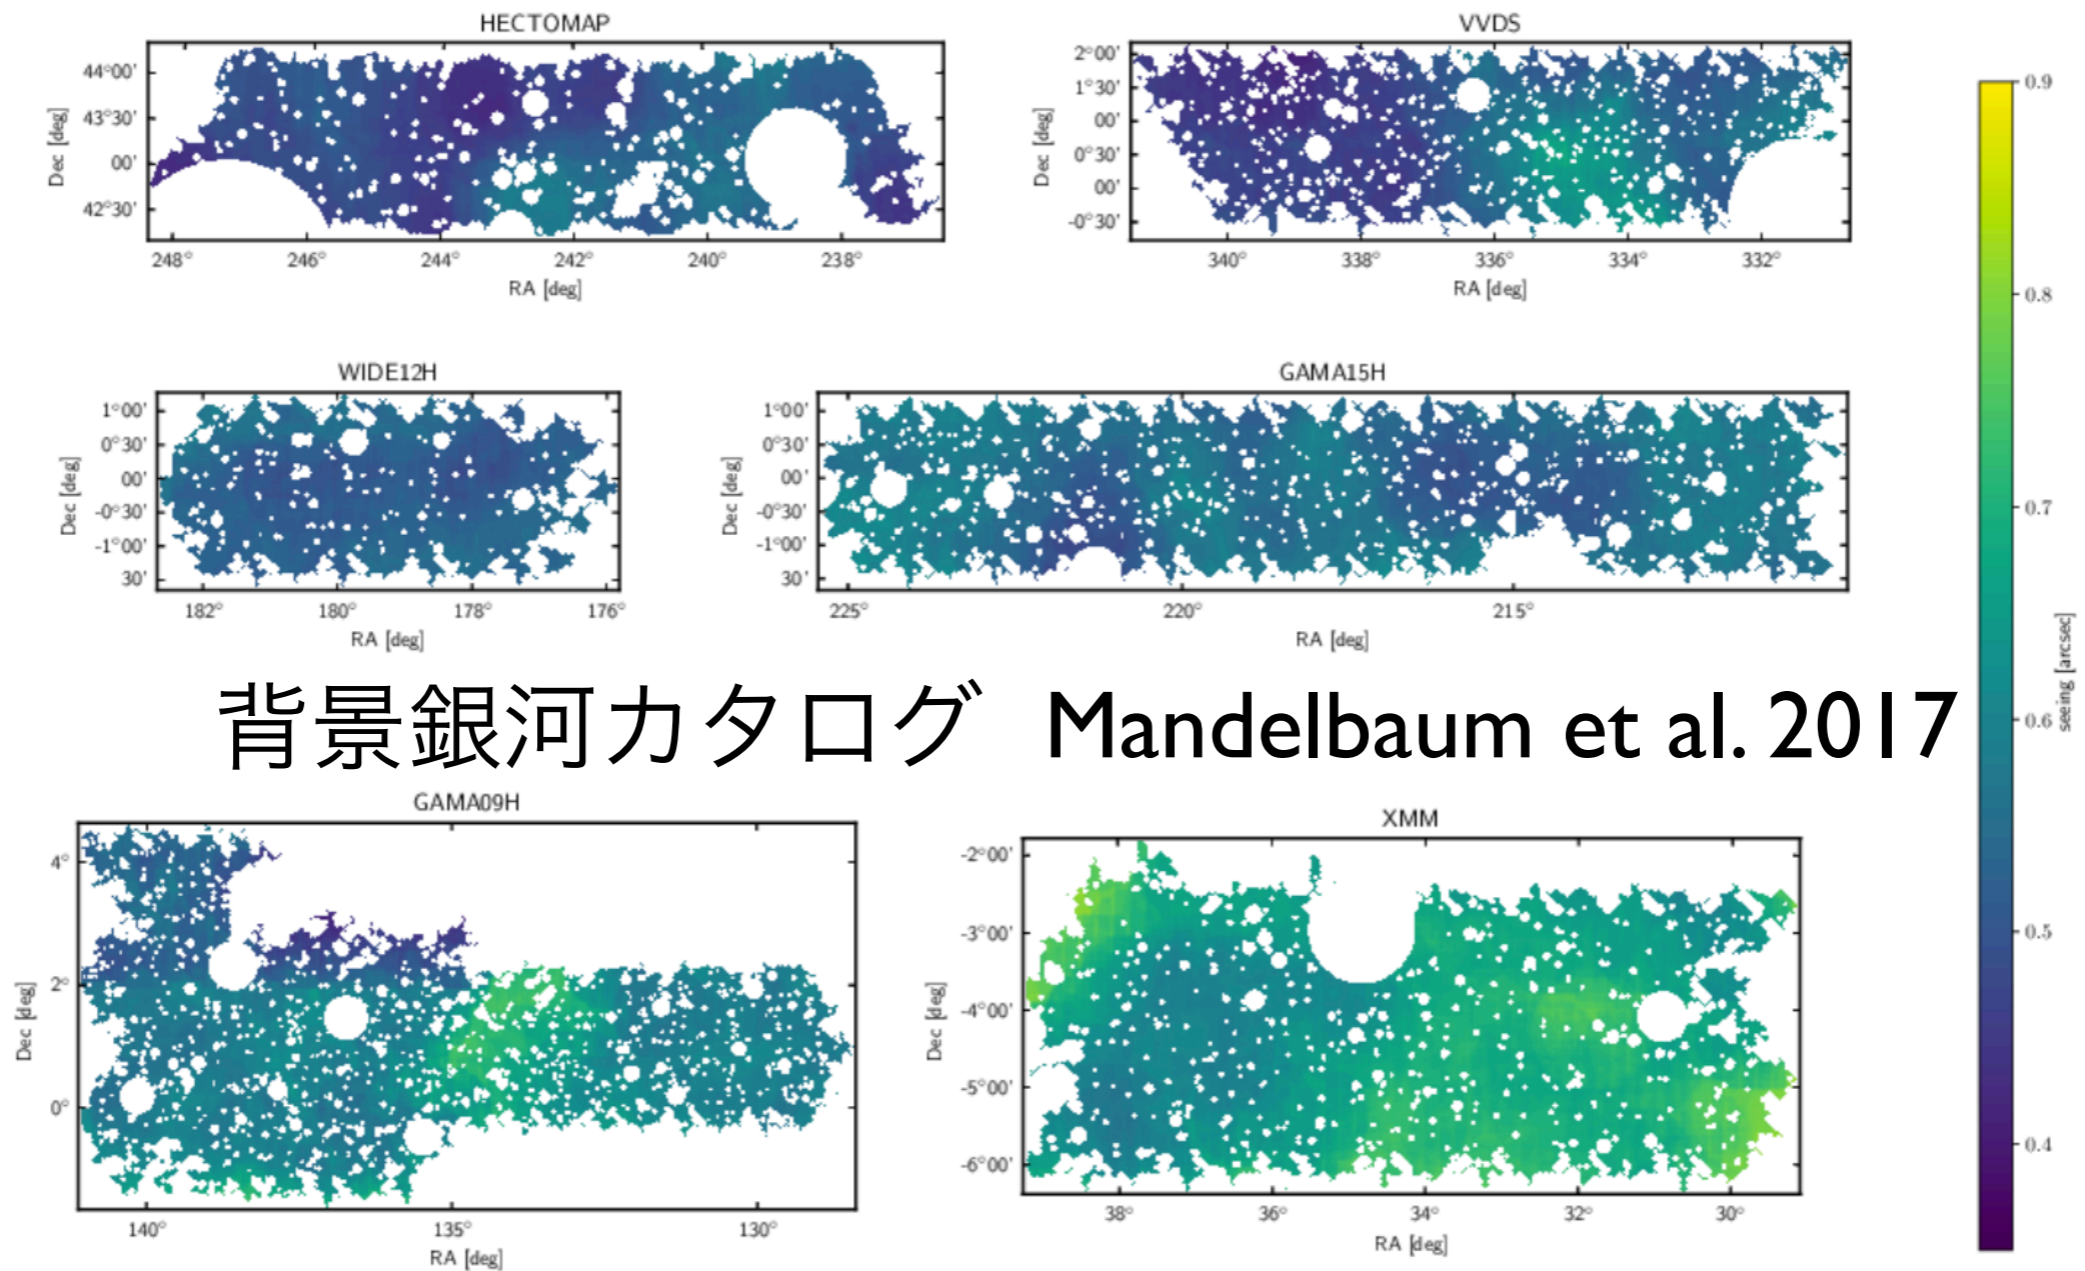 HECTOMAP
44°00'
43°30'
00'
42°30'
Dec [deg]
248° 246° 244° 242° 240° 238°
RA [deg]
VVDS
2°00'
1°30'
00'
0°30'
00'
-0°30'
Dec [deg]
340° 338° 336° 334° 332°
RA [deg]
WIDE12H
1°00'
0°30'
00'
-0°30'
-1°00'
30'
Dec [deg]
182° 180° 178° 176°
RA [deg]
GAMA15H
1°00'
0°30'
00'
-0°30'
-1°00'
30'
Dec [deg]
225° 220° 215°
RA [deg]
背景銀河カタログ Mandelbaum et al. 2017
GAMA09H
4°
2°
0°
Dec [deg]
140° 135° 130°
RA [deg]
XMM
-2°00'
-3°00'
-4°00'
-5°00'
-6°00'
Dec [deg]
38° 36° 34° 32° 30°
RA [deg]
0.9
0.8
0.7
0.6
0.5
0.4
seeing [arcsec]